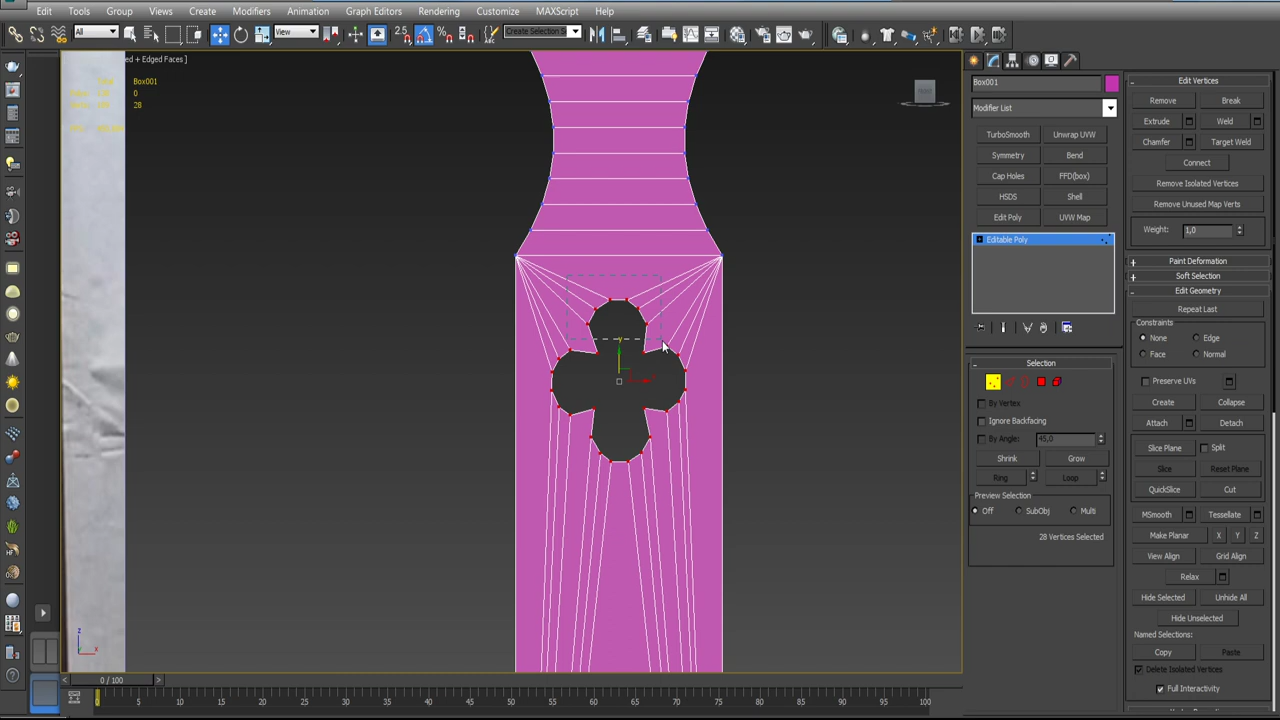 Edit Tools Group Views Create Modifiers Animation Graph Editors Rendering Customize MAXScript Help
All View 2.5 Create Selection Se
ed + Edged Faces ]
Box001
0
28
Box001
Modifier List
TurboSmooth Unwrap UVW
Symmetry Bend
Cap Holes FFD(box)
HSDS Shell
Edit Poly UVW Map
Editable Poly
Selection
By Vertex
Ignore Backfacing
By Angle: 45,0
Shrink Grow
Ring Loop
Preview Selection
Off SubObj Multi
28 Vertices Selected
Edit Vertices
Remove Break
Extrude Weld
Chamfer Target Weld
Connect
Remove Isolated Vertices
Remove Unused Map Verts
Weight: 1,0
Paint Deformation
Soft Selection
Edit Geometry
Repeat Last
Constraints
None Edge
Face Normal
Preserve UVs
Create Collapse
Attach Detach
Slice Plane Split
Slice Reset Plane
QuickSlice Cut
MSmooth Tessellate
Make Planar X Y Z
View Align Grid Align
Relax
Hide Selected Unhide All
Hide Unselected
Named Selections:
Copy Paste
Delete Isolated Vertices
Full Interactivity
y
z
x
0 / 100
0 5 10 15 20 25 30 35 40 45 50 55 60 65 70 75 80 85 90 95 100